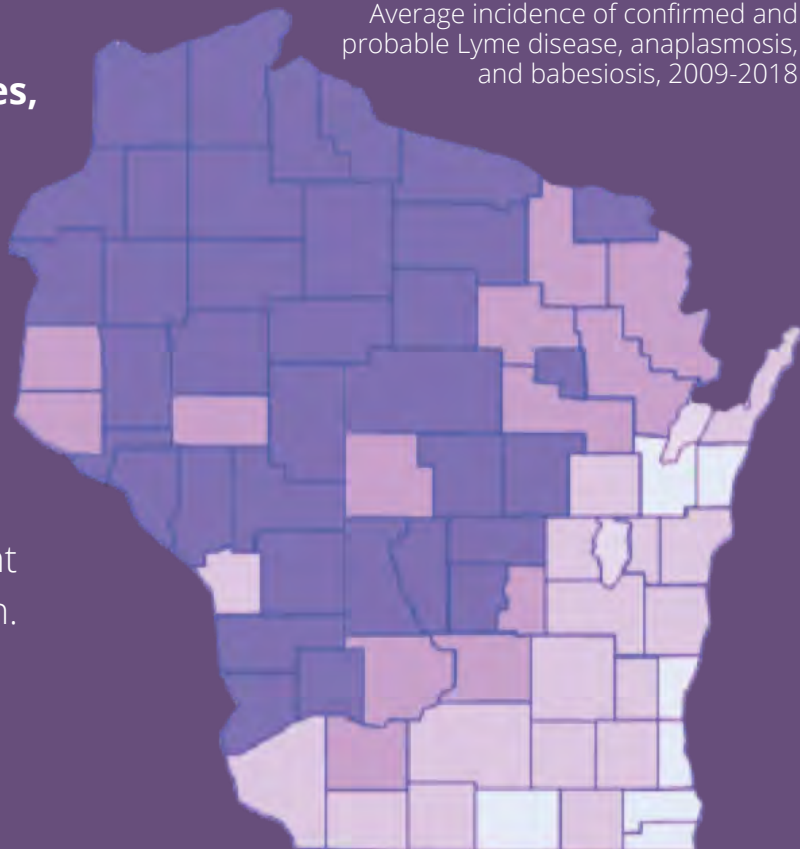 Average incidence of confirmed and
probable Lyme disease, anaplasmosis,
and babesiosis, 2009-2018